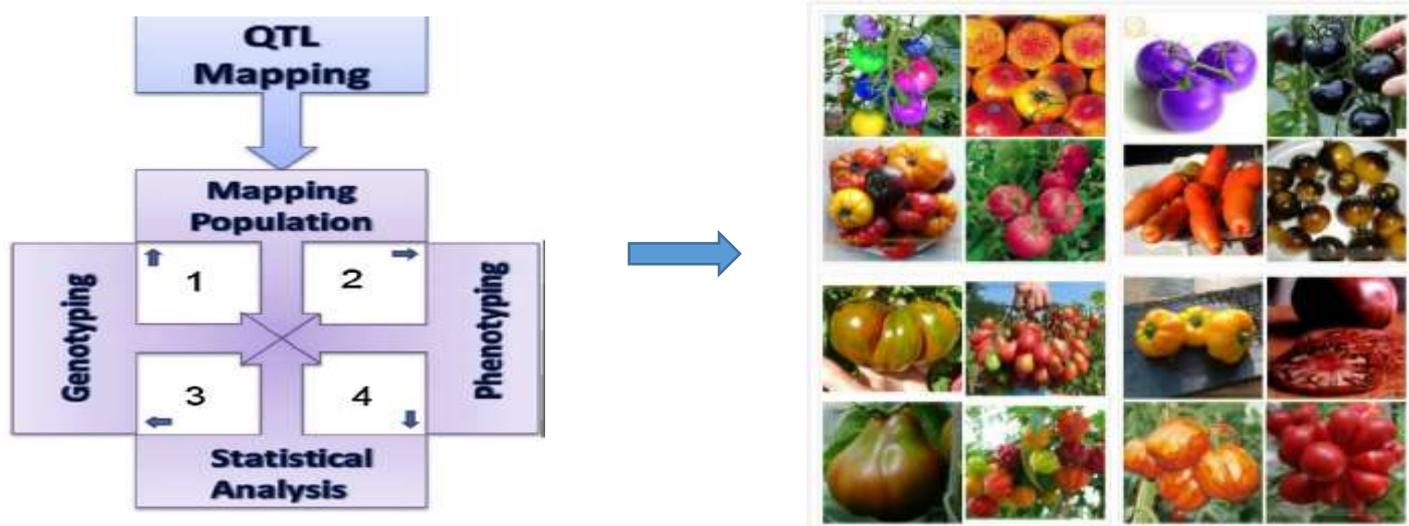 QTL
Mapping
Mapping
Population
1
2
Genotyping
Phenotyping
3
4
Statistical
Analysis